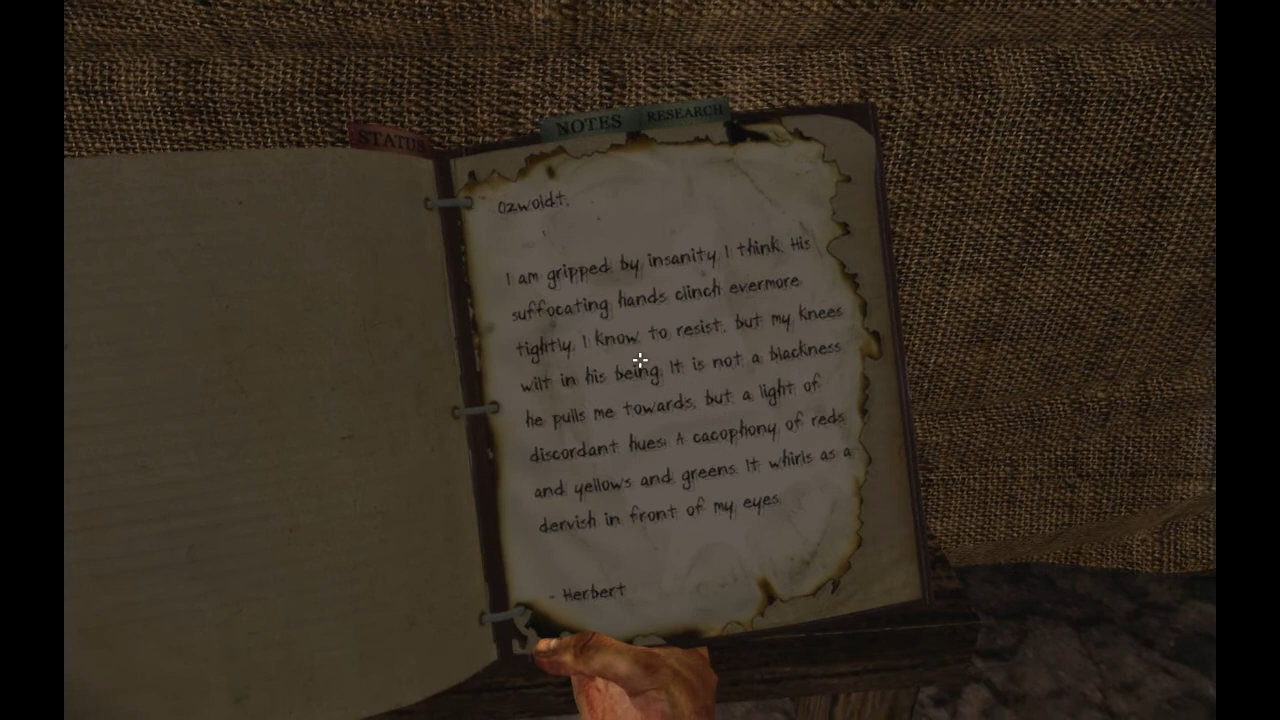 STATUS
NOTES
RESEARCH
Ozwoldt,
I am gripped by insanity, I think. His
suffocating hands clinch evermore
tightly. I know to resist, but my knees
wilt in his being. It is not a blackness
he pulls me towards, but a light of
discordant hues: A cacophony of reds
and yellows and greens. It whirls as a
dervish in front of my eyes.
- Herbert